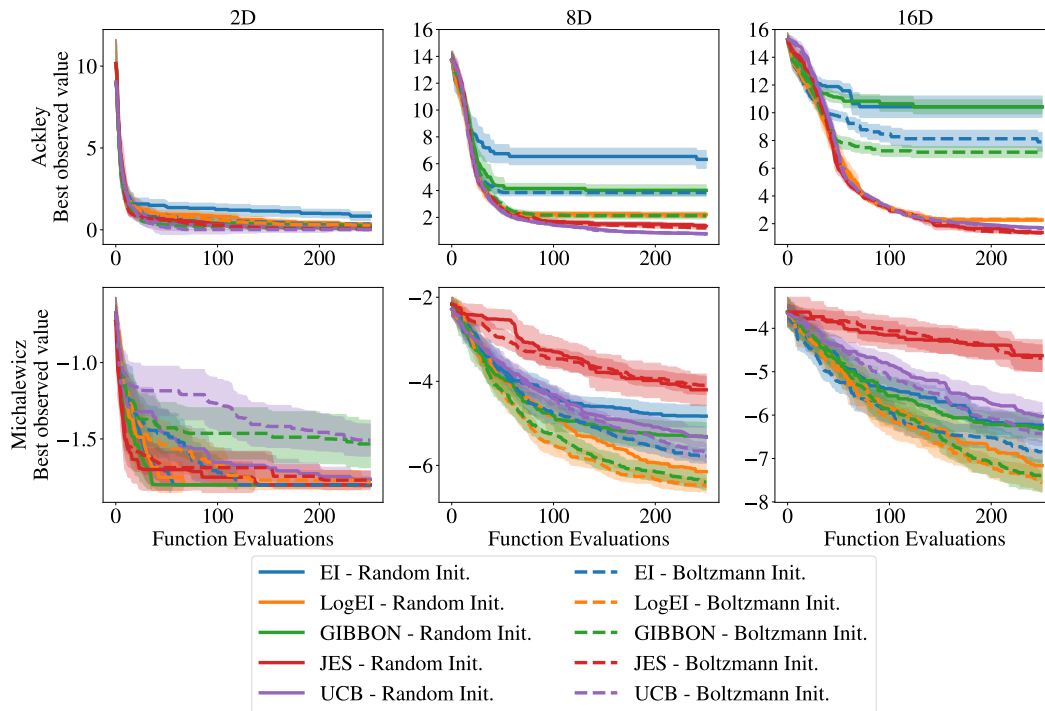 2D 8D 16D
Ackley
Best observed value
10
5
0
0 100 200
16
14
12
10
8
6
4
2
0 100 200
16
14
12
10
8
6
4
2
0 100 200
Michalewicz
Best observed value
−1.0
−1.5
0 100 200
Function Evaluations
−2
−4
−6
0 100 200
Function Evaluations
−4
−5
−6
−7
−8
0 100 200
Function Evaluations
EI - Random Init.
LogEI - Random Init.
GIBBON - Random Init.
JES - Random Init.
UCB - Random Init.
EI - Boltzmann Init.
LogEI - Boltzmann Init.
GIBBON - Boltzmann Init.
JES - Boltzmann Init.
UCB - Boltzmann Init.